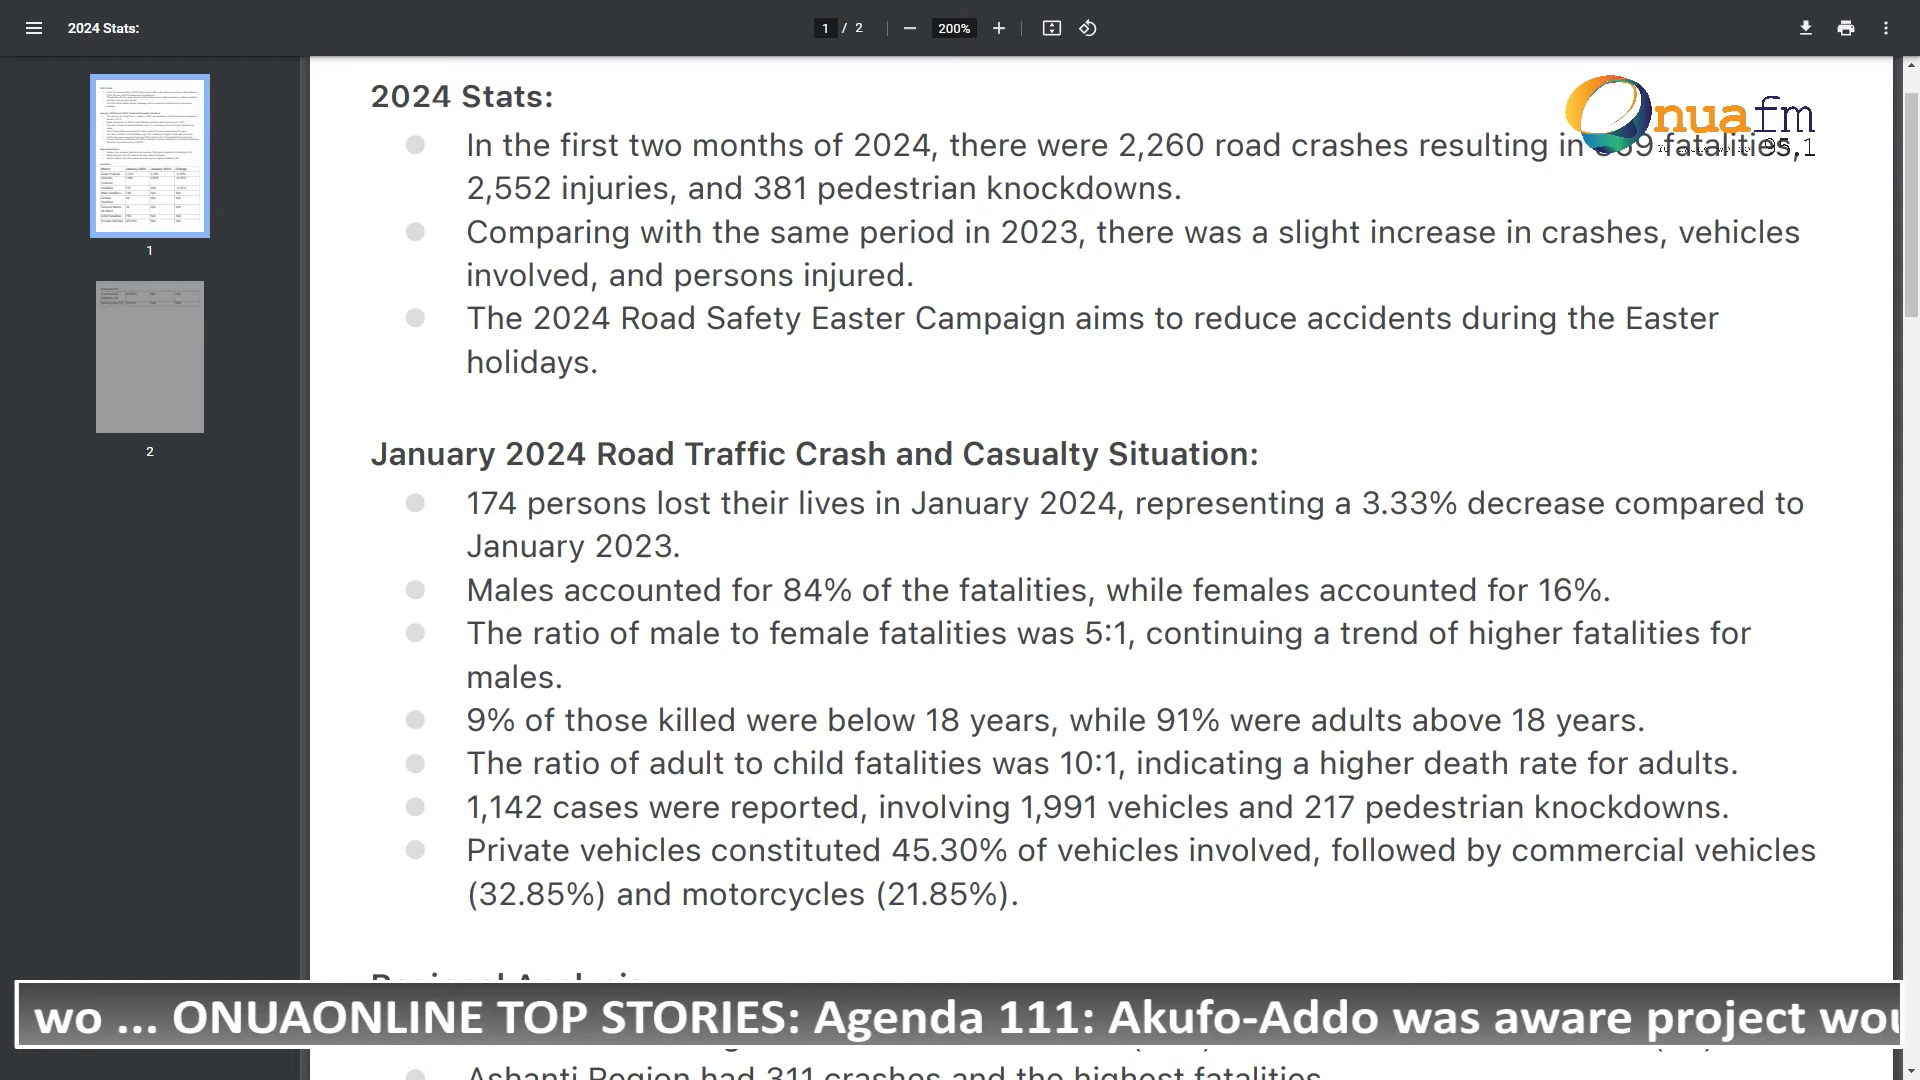 2024 Stats:
1 / 2
200%
2024 Stats:
Onua fm
95.1
In the first two months of 2024, there were 2,260 road crashes resulting in fatalities,
2,552 injuries, and 381 pedestrian knockdowns.
Comparing with the same period in 2023, there was a slight increase in crashes, vehicles
involved, and persons injured.
The 2024 Road Safety Easter Campaign aims to reduce accidents during the Easter
holidays.
January 2024 Road Traffic Crash and Casualty Situation:
174 persons lost their lives in January 2024, representing a 3.33% decrease compared to
January 2023.
Males accounted for 84% of the fatalities, while females accounted for 16%.
The ratio of male to female fatalities was 5:1, continuing a trend of higher fatalities for
males.
9% of those killed were below 18 years, while 91% were adults above 18 years.
The ratio of adult to child fatalities was 10:1, indicating a higher death rate for adults.
1,142 cases were reported, involving 1,991 vehicles and 217 pedestrian knockdowns.
Private vehicles constituted 45.30% of vehicles involved, followed by commercial vehicles
(32.85%) and motorcycles (21.85%).
Regional Analysis
wo ... ONUAONLINE TOP STORIES: Agenda 111: Akufo-Addo was aware project wou
Ashanti Region had 311 crashes and the highest fatalities
1
2